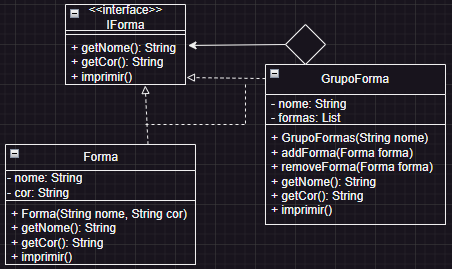 <<interface>>
IForma
+ getNome(): String
+ getCor(): String
+ imprimir()
GrupoForma
- nome: String
- formas: List
+ GrupoFormas(String nome)
+ addForma(Forma forma)
+ removeForma(Forma forma)
+ getNome(): String
+ getCor(): String
+ imprimir()
Forma
- nome: String
- cor: String
+ Forma(String nome, String cor)
+ getNome(): String
+ getCor(): String
+ imprimir()